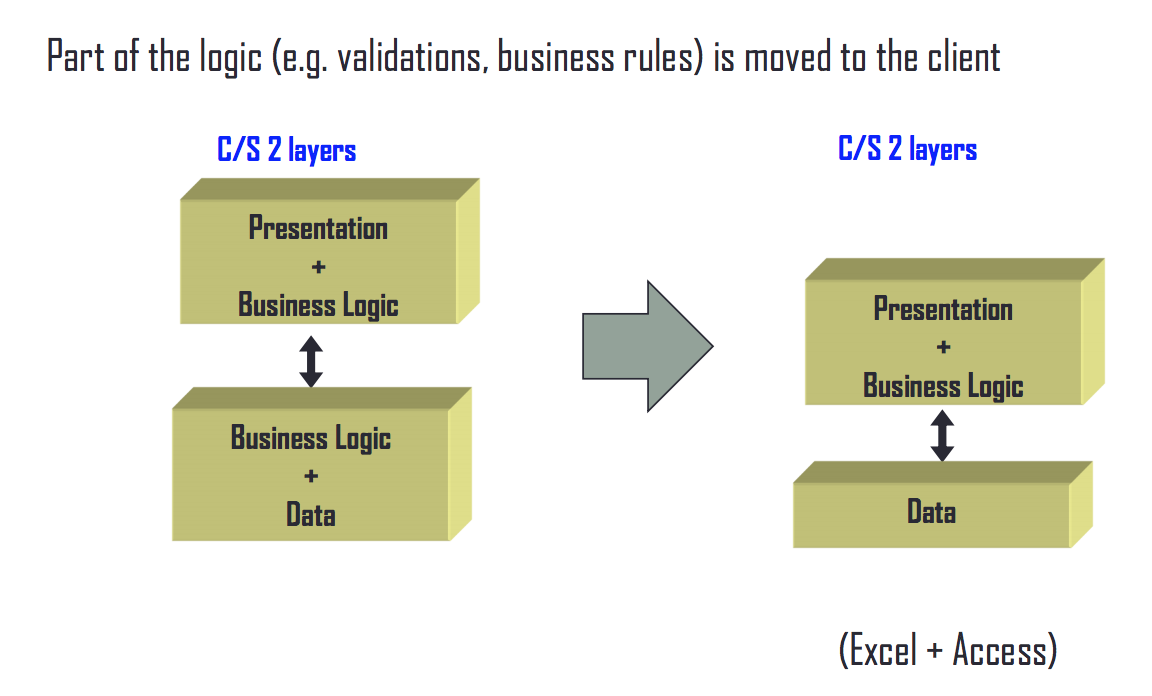 Part of the logic (e.g. validations, business rules) is moved to the client
C/S 2 layers
Presentation
+
Business Logic
Business Logic
+
Data
C/S 2 layers
Presentation
+
Business Logic
Data
(Excel + Access)